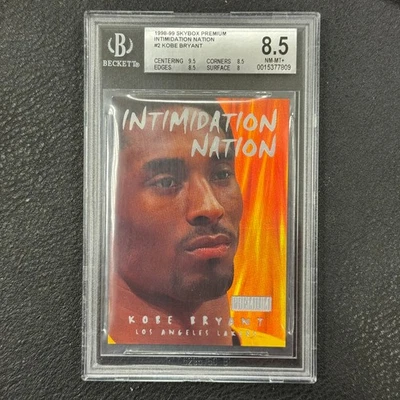 1998-99 SKYBOX PREMIUM
INTIMIDATION NATION
#2 KOBE BRYANT
B
BECKETT
CENTERING 9.5 CORNERS 8.5
EDGES 8.5 SURFACE 8
8.5
NM-MT+
0015377909
INTIMIDATION
NATION
KOBE BRYANT
LOS ANGELES LAKERS